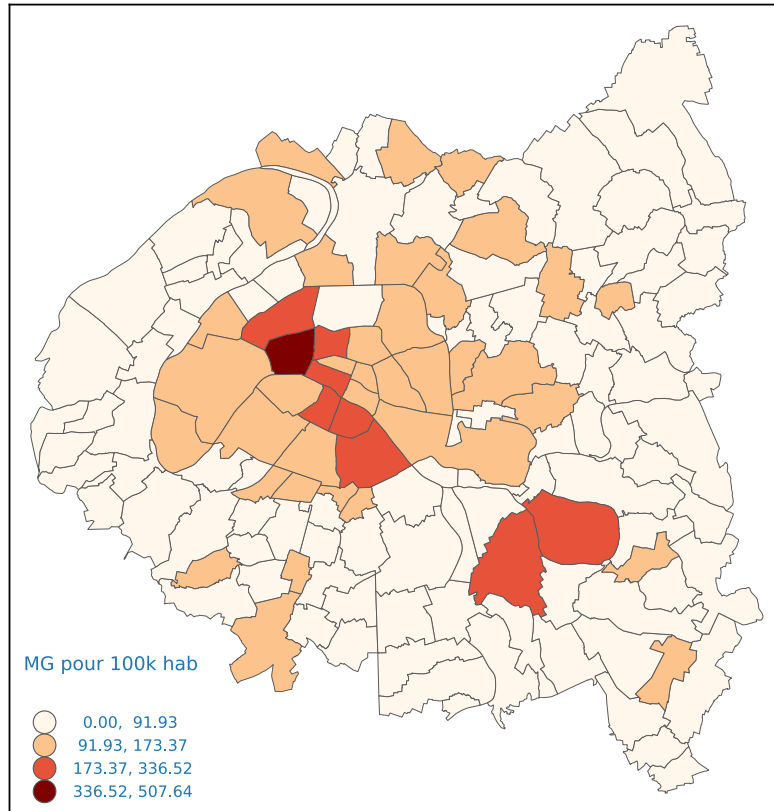 MG pour 100k hab
0.00, 91.93
91.93, 173.37
173.37, 336.52
336.52, 507.64